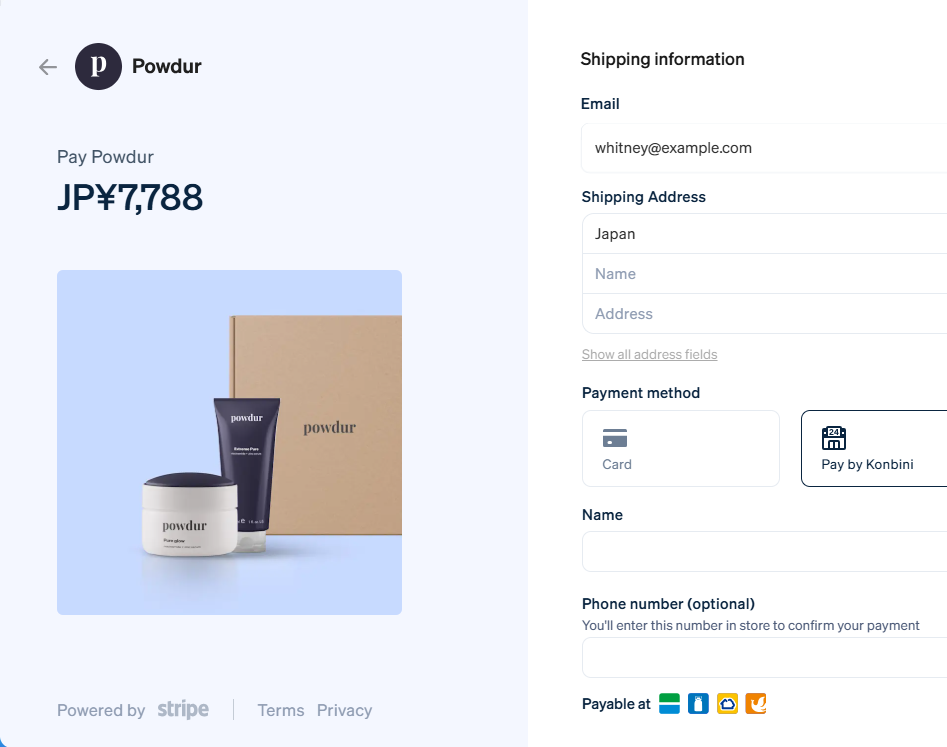 p Powdur
Pay Powdur
JP¥7,788
powdur
powdur
powdur
Pure glow
Powered by stripe
Terms Privacy
Shipping information
Email
whitney@example.com
Shipping Address
Japan
Name
Address
Show all address fields
Payment method
Card
24
Pay by Konbini
Name
Phone number (optional)
You'll enter this number in store to confirm your payment
Payable at